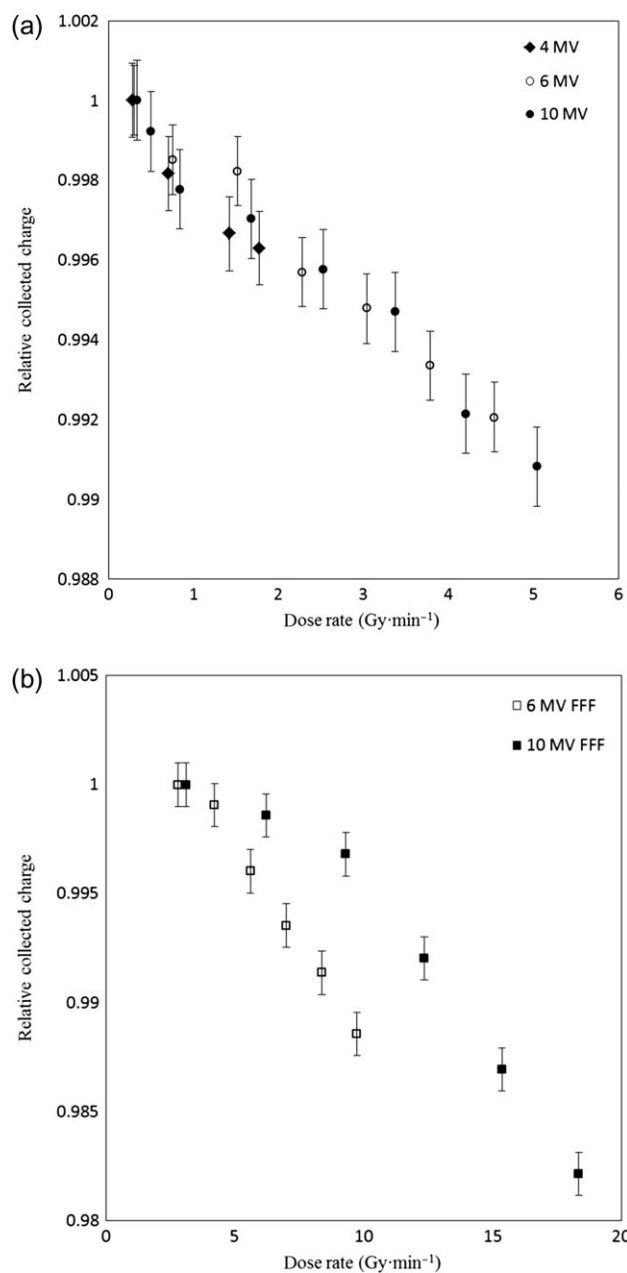 (a)
1.002
1
0.998
0.996
0.994
0.992
0.99
0.988
Relative collected charge
4 MV
6 MV
10 MV
0 1 2 3 4 5 6
Dose rate (Gy·min⁻¹)
(b)
1.005
1
0.995
0.99
0.985
0.98
Relative collected charge
6 MV FFF
10 MV FFF
0 5 10 15 20
Dose rate (Gy·min⁻¹)